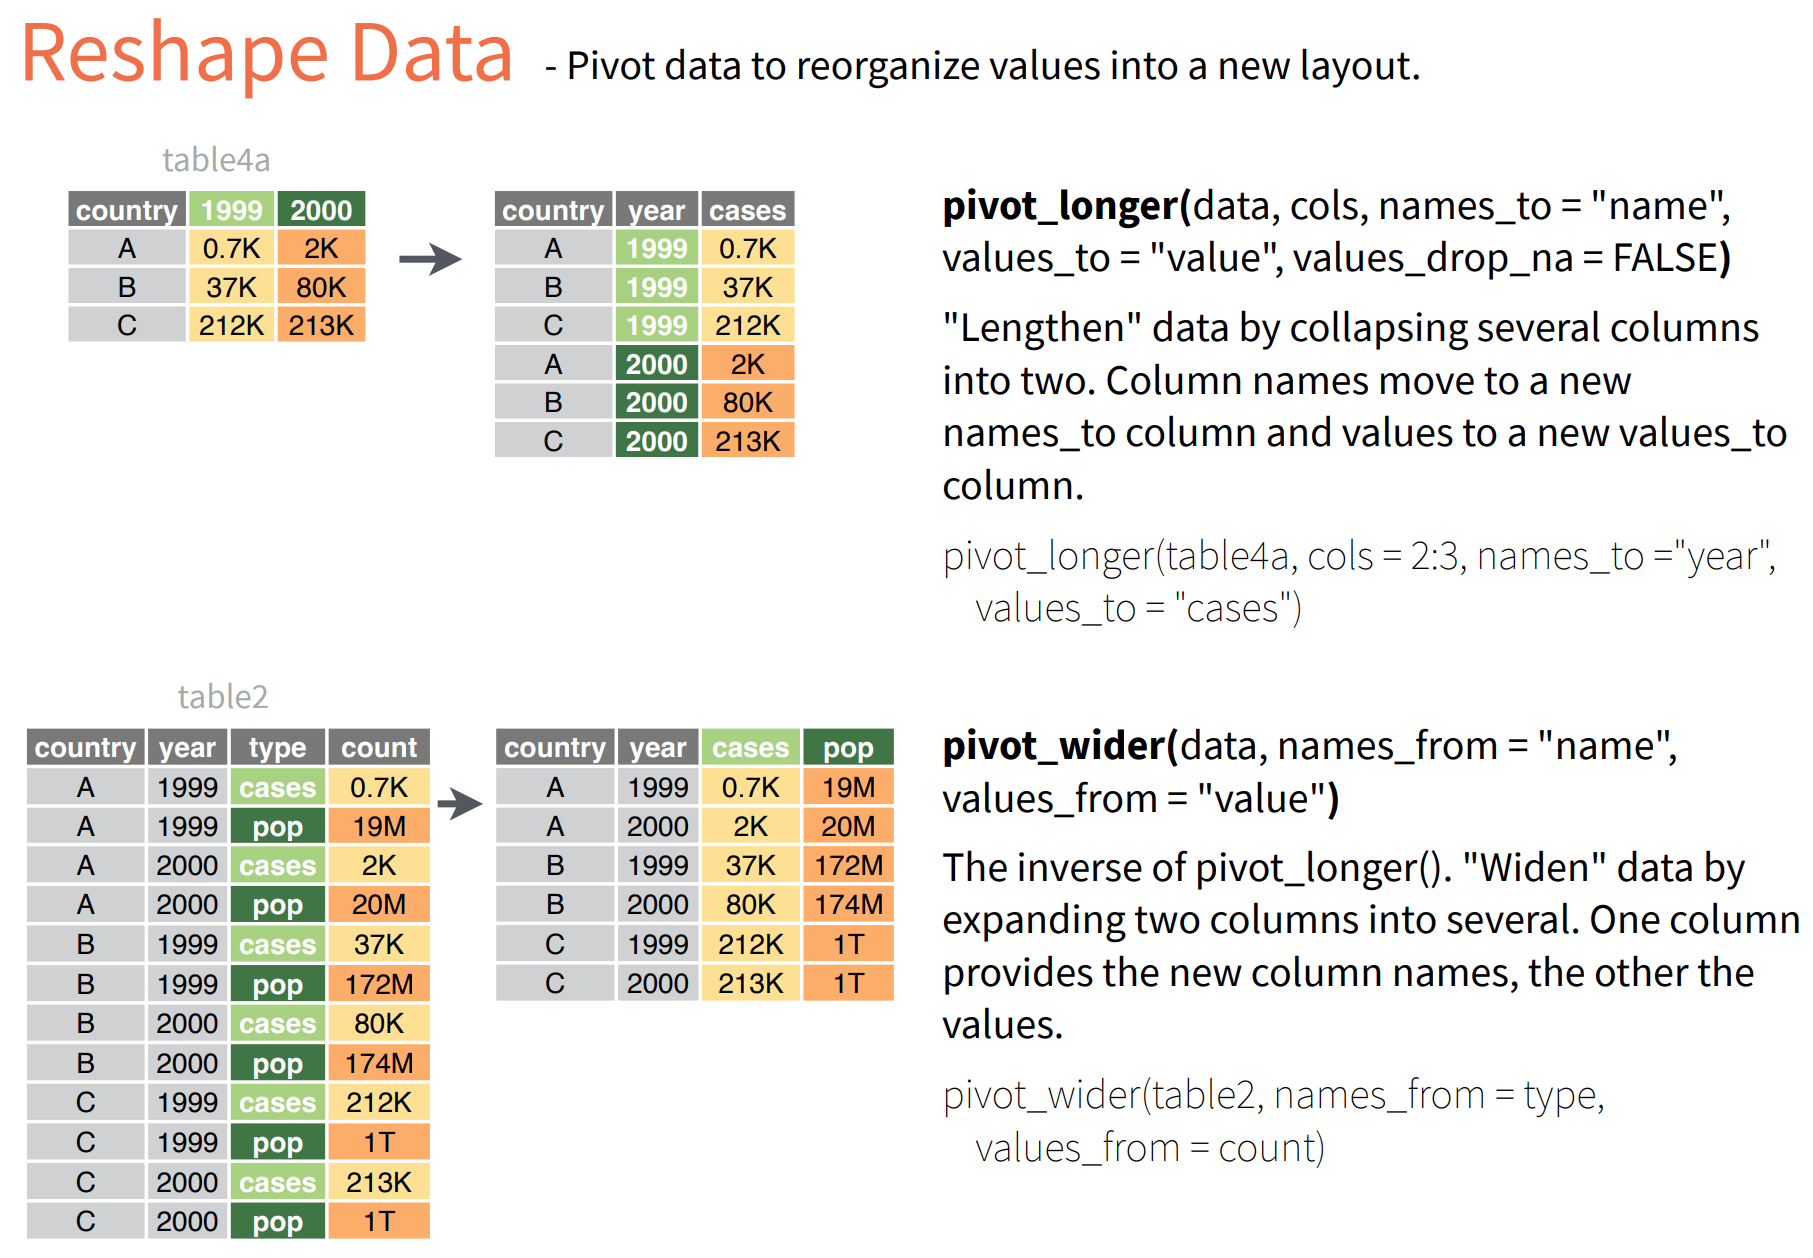 Reshape Data - Pivot data to reorganize values into a new layout.
table4a
country 1999 2000
A 0.7K 2K
B 37K 80K
C 212K 213K
country year cases
A 1999 0.7K
B 1999 37K
C 1999 212K
A 2000 2K
B 2000 80K
C 2000 213K
pivot_longer(data, cols, names_to = "name",
values_to = "value", values_drop_na = FALSE)
"Lengthen" data by collapsing several columns
into two. Column names move to a new
names_to column and values to a new values_to
column.
pivot_longer(table4a, cols = 2:3, names_to ="year",
values_to = "cases")
table2
country year type count
A 1999 cases 0.7K
A 1999 pop 19M
A 2000 cases 2K
A 2000 pop 20M
B 1999 cases 37K
B 1999 pop 172M
B 2000 cases 80K
B 2000 pop 174M
C 1999 cases 212K
C 1999 pop 1T
C 2000 cases 213K
C 2000 pop 1T
country year cases pop
A 1999 0.7K 19M
A 2000 2K 20M
B 1999 37K 172M
B 2000 80K 174M
C 1999 212K 1T
C 2000 213K 1T
pivot_wider(data, names_from = "name",
values_from = "value")
The inverse of pivot_longer(). "Widen" data by
expanding two columns into several. One column
provides the new column names, the other the
values.
pivot_wider(table2, names_from = type,
values_from = count)